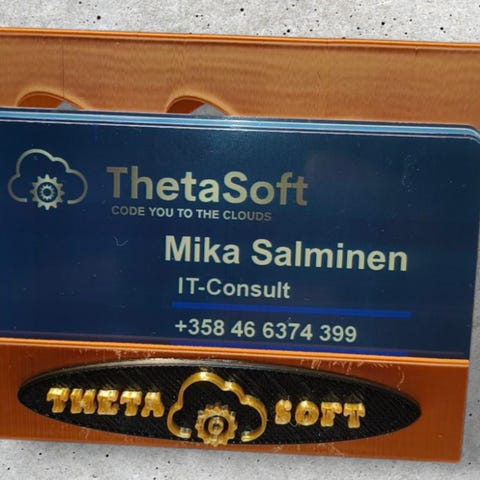 ThetaSoft
CODE YOU TO THE CLOUDS
Mika Salminen
IT-Consult
+358 46 6374 399
THETA SOFT